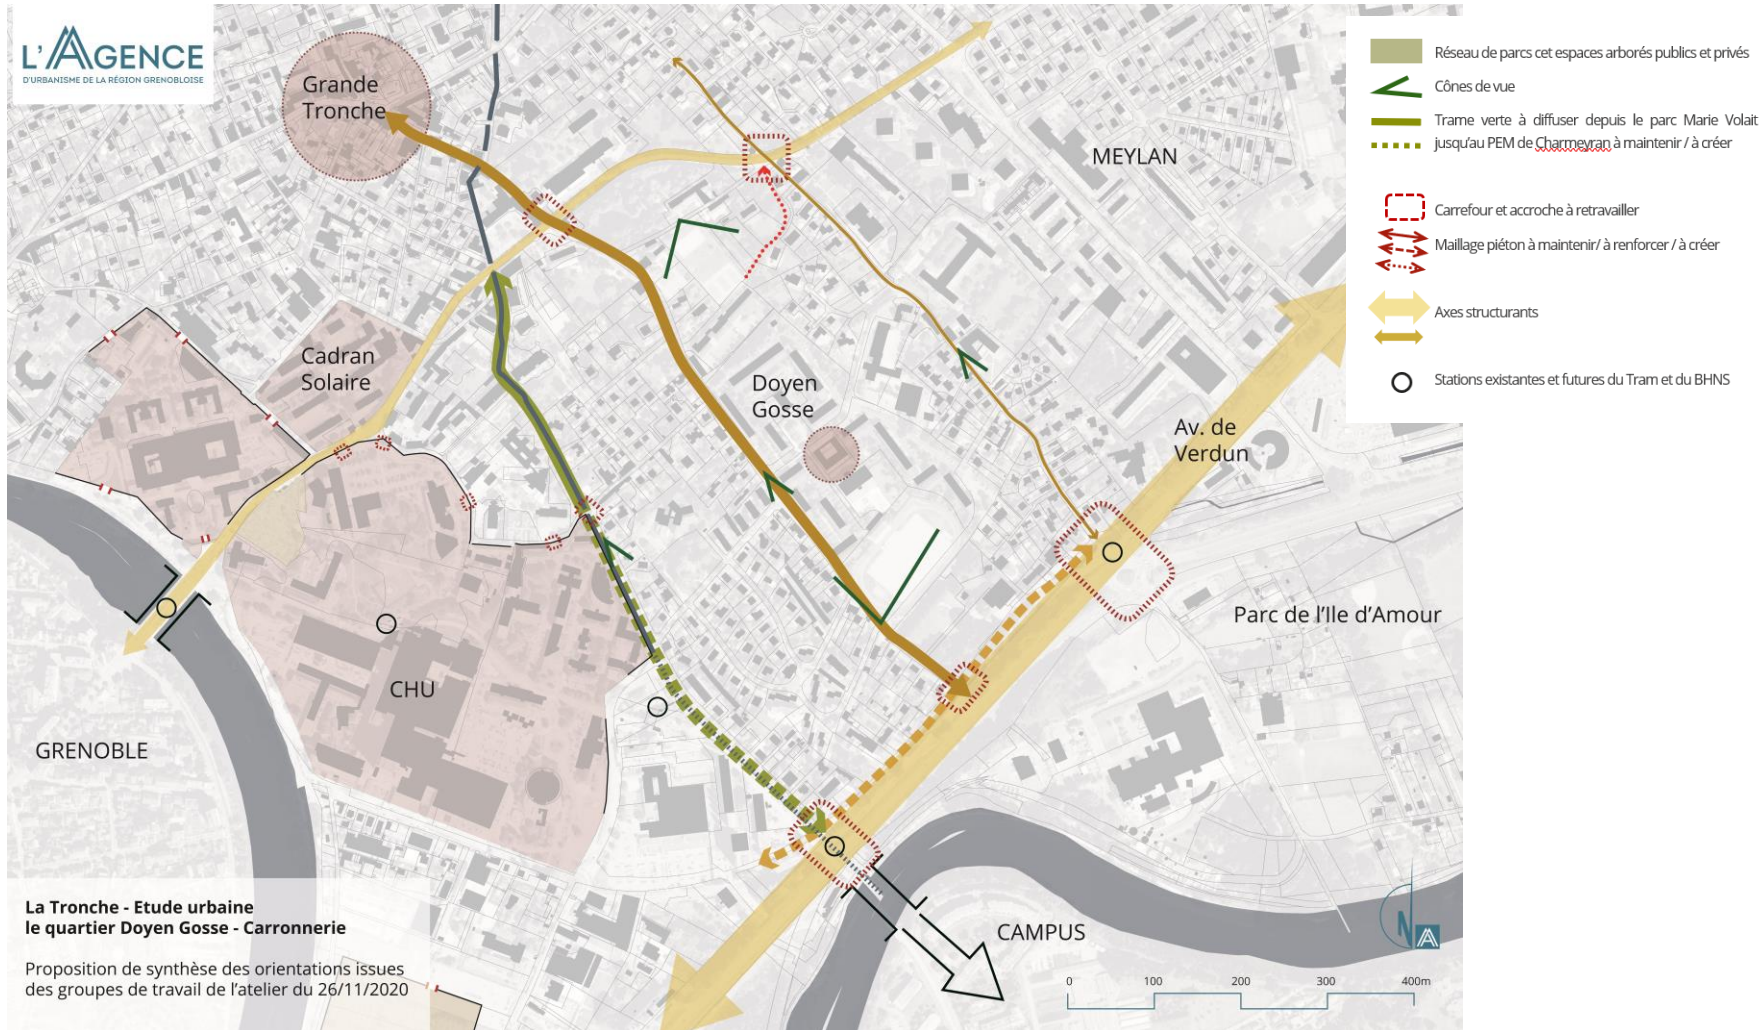 L'AGENCE
D'URBANISME DE LA RÉGION GRENOBLOISE
Grande
Tronche
MEYLAN
Cadran
Solaire
Doyen
Gosse
Av. de
Verdun
Parc de l'Ile d'Amour
CHU
GRENOBLE
CAMPUS
La Tronche - Etude urbaine
le quartier Doyen Gosse - Carronnerie
Proposition de synthèse des orientations issues
des groupes de travail de l'atelier du 26/11/2020
N
0 100 200 300 400m
Réseau de parcs cet espaces arborés publics et privés
Cônes de vue
Trame verte à diffuser depuis le parc Marie Volait
jusqu'au PEM de Charmeyran à maintenir / à créer
Carrefour et accroche à retravailler
Maillage piéton à maintenir/ à renforcer / à créer
Axes structurants
Stations existantes et futures du Tram et du BHNS